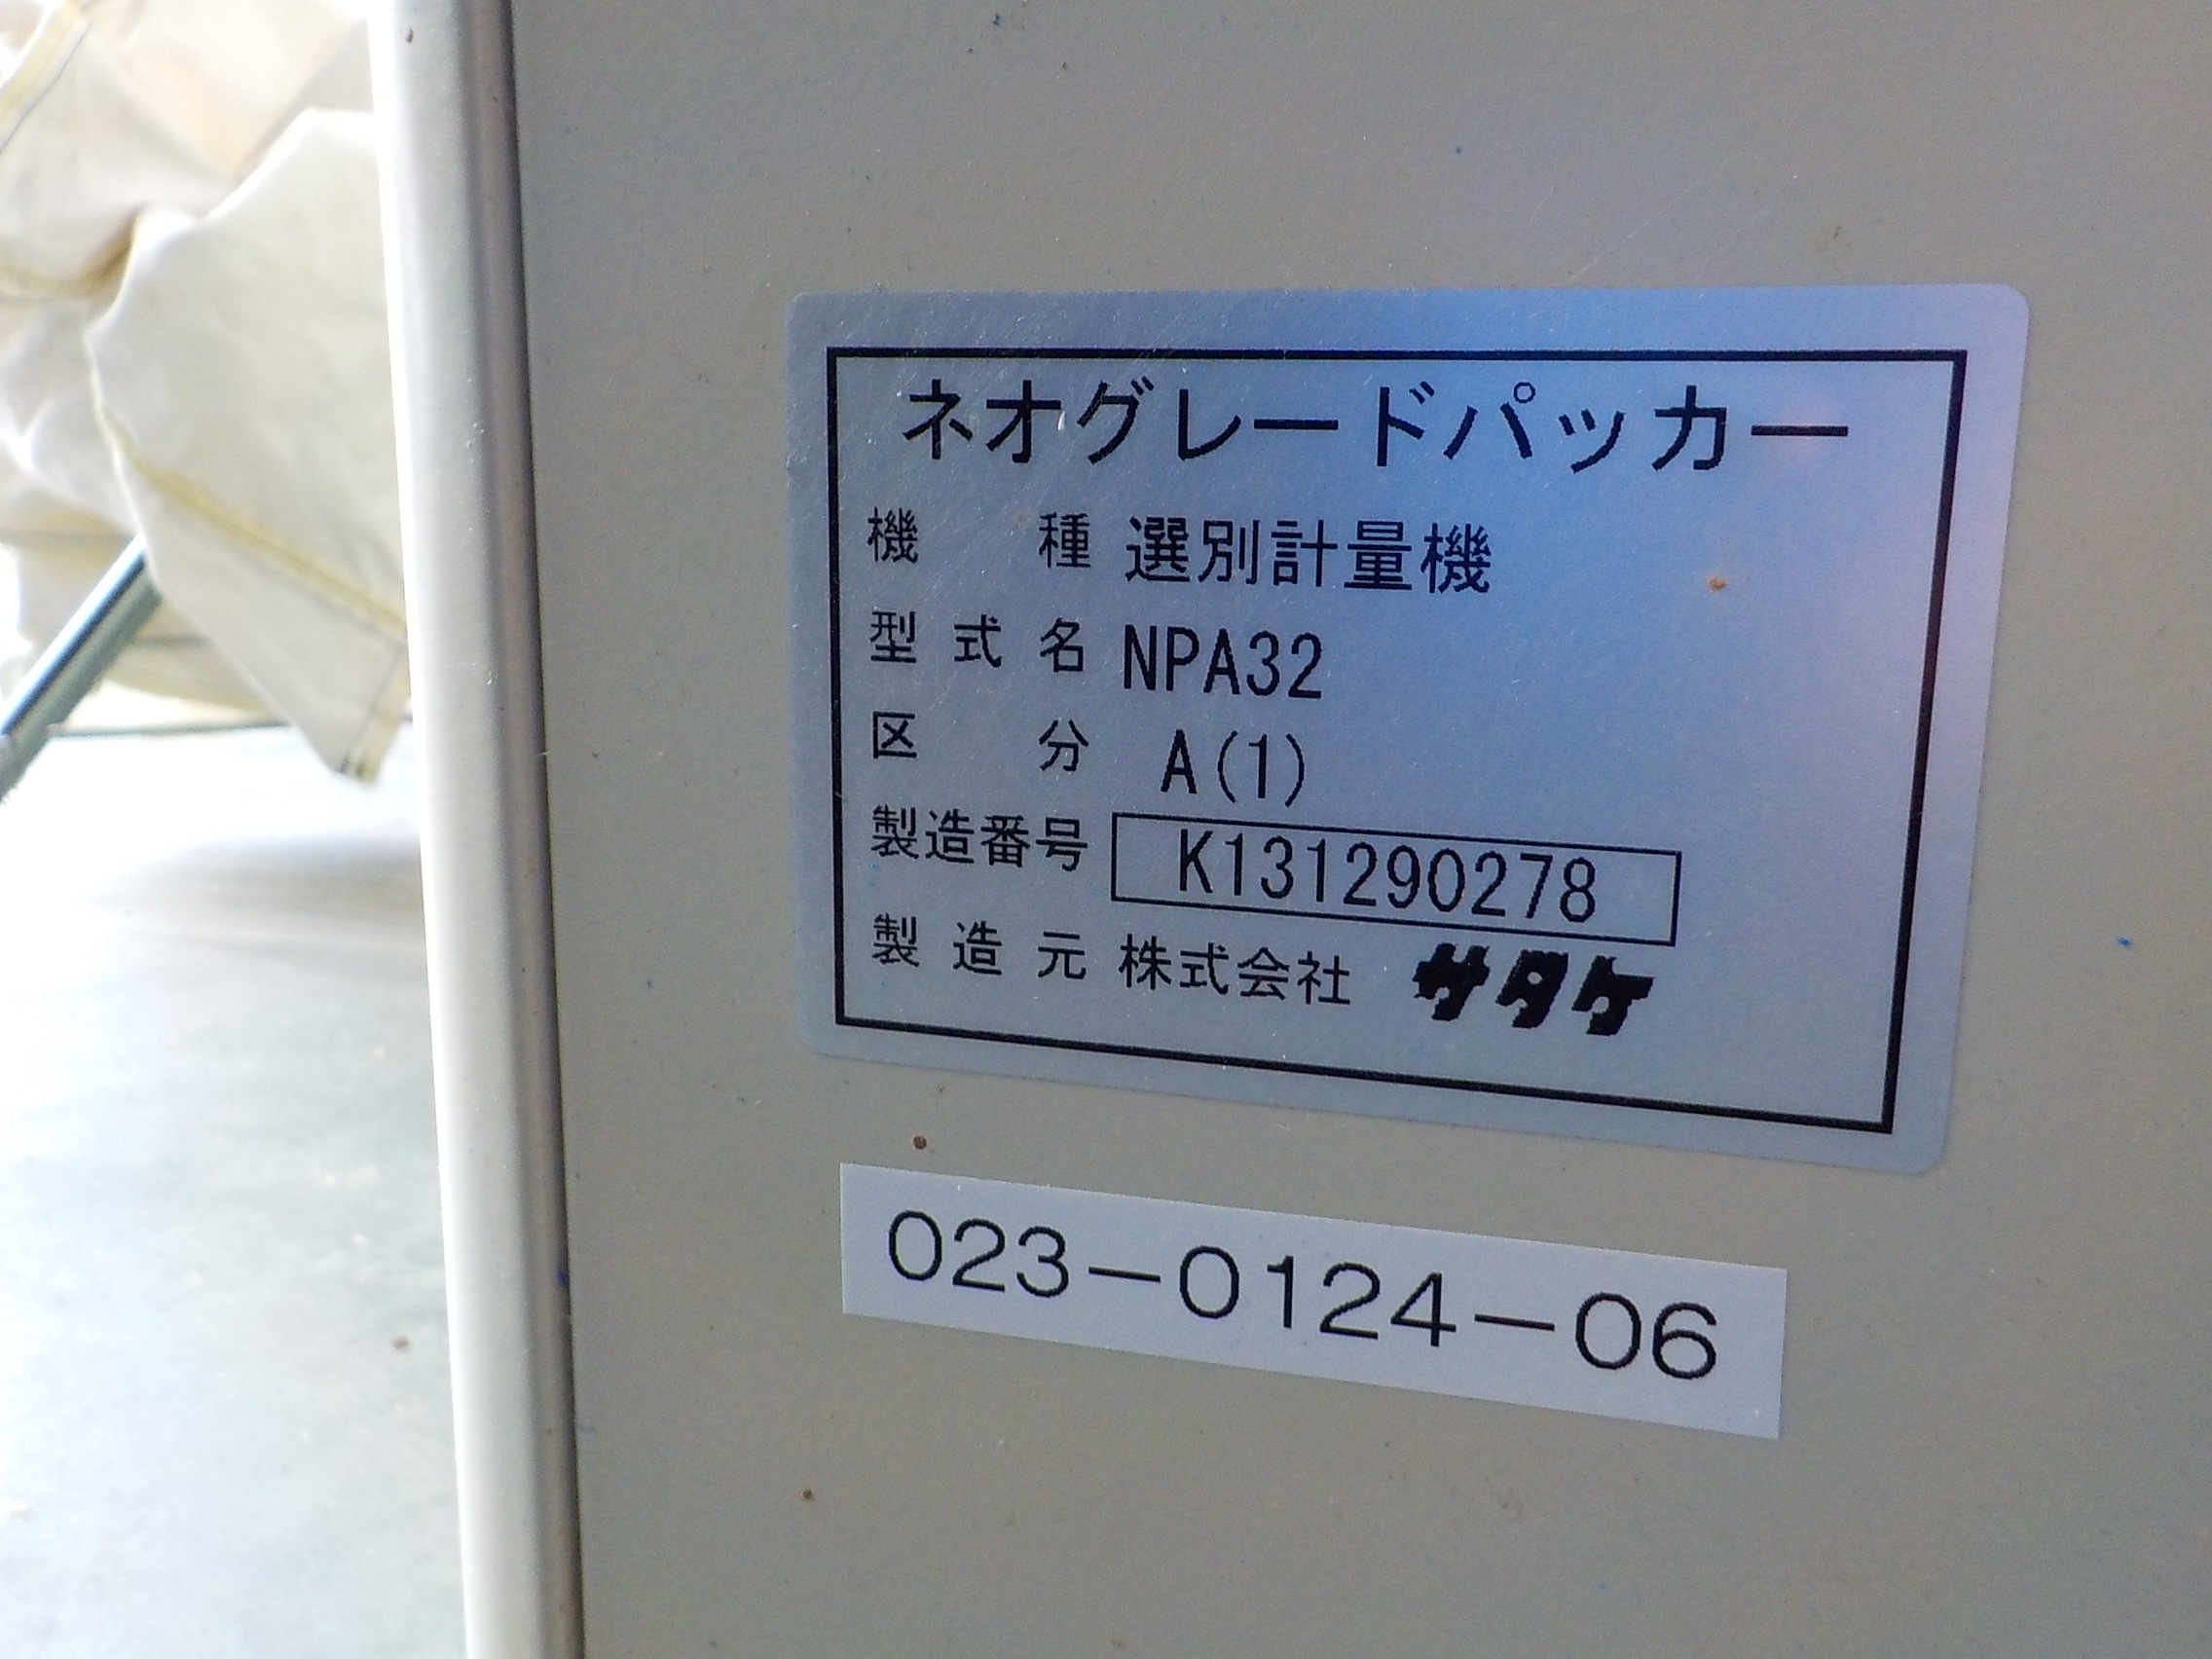 ネオグレードパッカー
機種 選別計量機
型式名 NPA32
区分 A(1)
製造番号 K131290278
製造元 株式会社 サタケ
023-0124-06